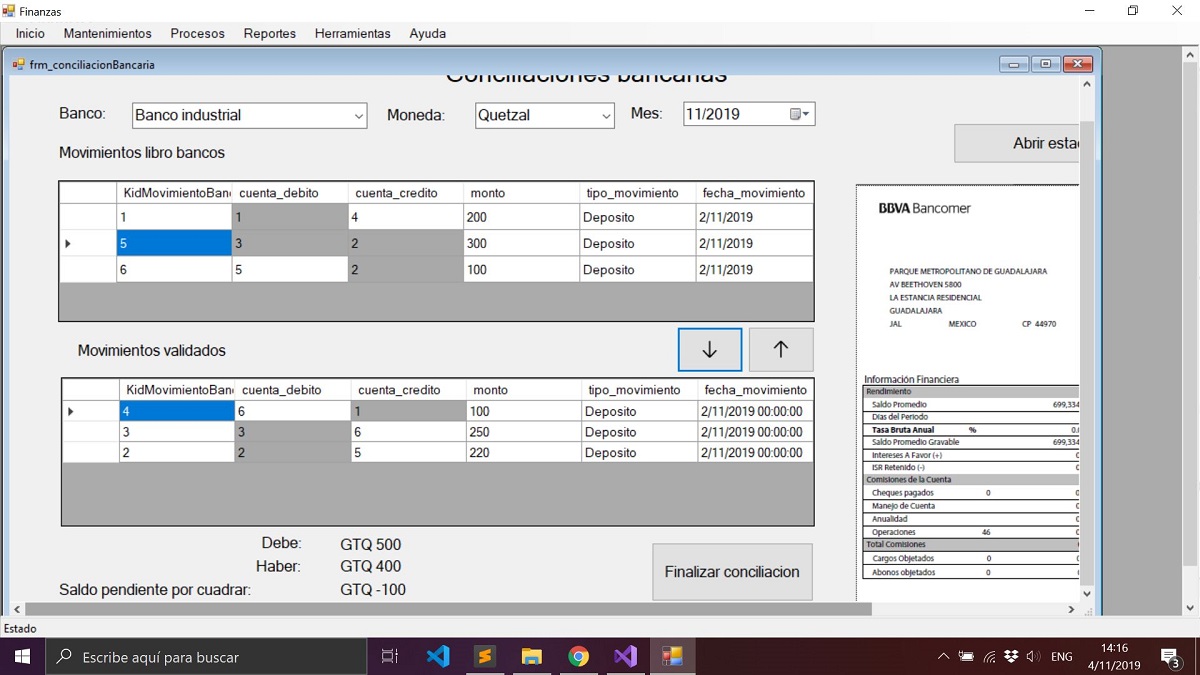 Finanzas
Inicio Mantenimientos Procesos Reportes Herramientas Ayuda
frm_conciliacionBancaria
Conciliaciones bancarias
Banco: Banco industrial Moneda: Quetzal Mes: 11/2019
Abrir estad
Movimientos libro bancos
KidMovimientoBan cuenta_debito cuenta_credito monto tipo_movimiento fecha_movimiento
1 1 4 200 Deposito 2/11/2019
5 3 2 300 Deposito 2/11/2019
6 5 2 100 Deposito 2/11/2019
Movimientos validados
KidMovimientoBan cuenta_debito cuenta_credito monto tipo_movimiento fecha_movimiento
4 6 1 100 Deposito 2/11/2019 00:00:00
3 3 6 250 Deposito 2/11/2019 00:00:00
2 2 5 220 Deposito 2/11/2019 00:00:00
Debe: GTQ 500
Haber: GTQ 400
Saldo pendiente por cuadrar: GTQ -100
Finalizar conciliacion
BBVA Bancomer
PARQUE METROPOLITANO DE GUADALAJARA
AV BEETHOVEN 5800
LA ESTANCIA RESIDENCIAL
GUADALAJARA
JAL MEXICO CP 44970
Información Financiera
Rendimiento
Saldo Promedio 699,334
Dias del Periodo
Tasa Bruta Anual % 0.
Saldo Promedio Gravable 699,334
Intereses A Favor (+) 0
ISR Retenido (-) 0
Comisiones de la Cuenta
Cheques pagados 0 0
Manejo de Cuenta 0
Anualidad 0
Operaciones 46 0
Total Comisiones
Cargos Objetados 0 0
Abonos objetados 0 0
Estado
Escribe aquí para buscar
ENG
14:16
4/11/2019
3